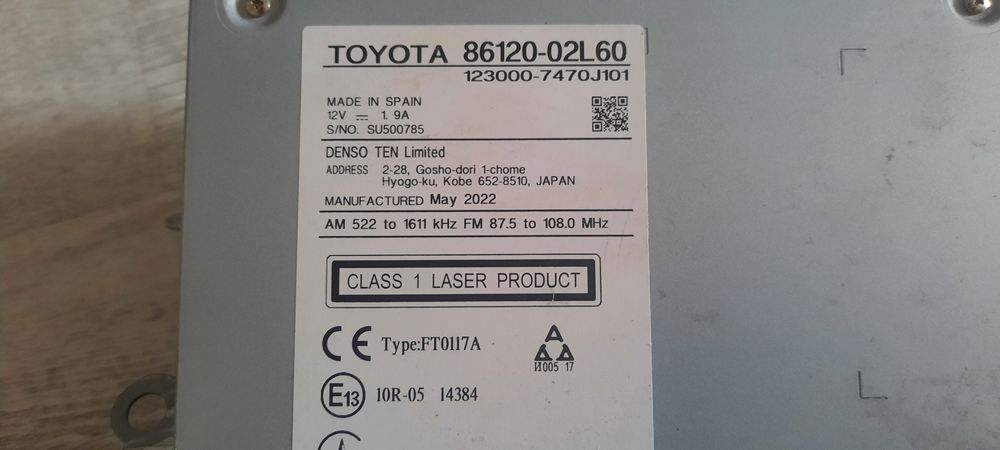 TOYOTA 86120-02L60
123000-7470J101
MADE IN SPAIN
12V ⎓ 1. 9A
S/NO. SU500785
DENSO TEN Limited
ADDRESS 2-28, Gosho-dori 1-chome
Hyogo-ku, Kobe 652-8510, JAPAN
MANUFACTURED May 2022
AM 522 to 1611 kHz FM 87.5 to 108.0 MHz
CLASS 1 LASER PRODUCT
CE Type:FT0117A
И005 17
E13 10R-05 14384